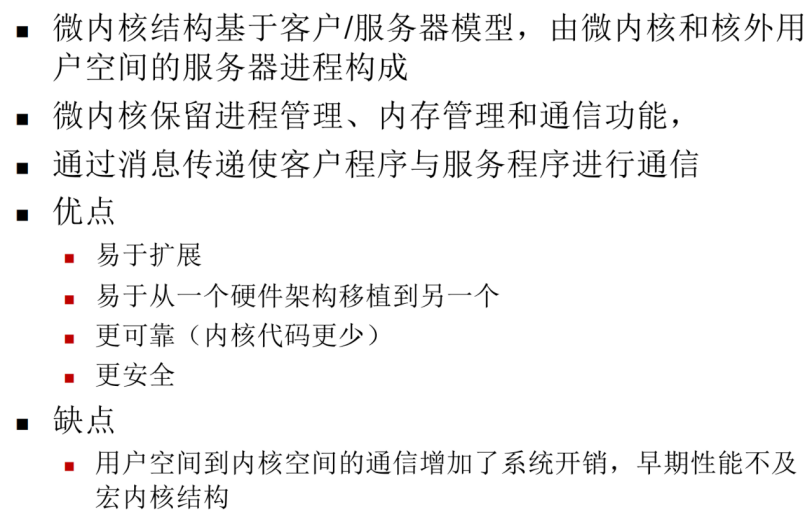 ▪ 微内核结构基于客户/服务器模型，由微内核和核外用
户空间的服务器进程构成
▪ 微内核保留进程管理、内存管理和通信功能，
▪ 通过消息传递使客户程序与服务程序进行通信
▪ 优点
▪ 易于扩展
▪ 易于从一个硬件架构移植到另一个
▪ 更可靠（内核代码更少）
▪ 更安全
▪ 缺点
▪ 用户空间到内核空间的通信增加了系统开销，早期性能不及
宏内核结构